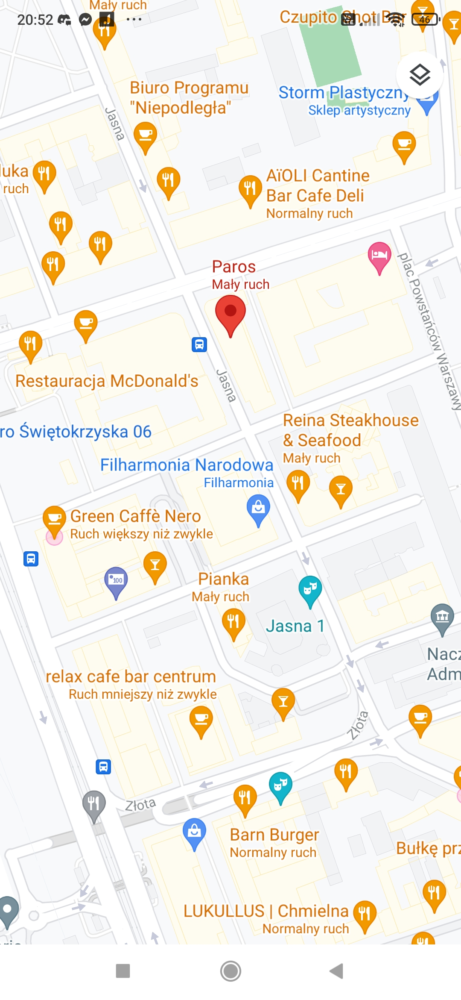 Mały ruch
20:52
VO
LTE
46
Czupito Shot Bar
Biuro Programu
"Niepodległa"
Storm Plastyczny
Sklep artystyczny
Jasna
luka
ruch
AïOLI Cantine
Bar Cafe Deli
Normalny ruch
Paros
Mały ruch
plac Powstańców Warszawy
Restauracja McDonald's
Jasna
ro Świętokrzyska 06
Reina Steakhouse
& Seafood
Mały ruch
Filharmonia Narodowa
Filharmonia
Green Caffè Nero
Ruch większy niż zwykle
100
Pianka
Mały ruch
Jasna 1
Nacz
Adm
relax cafe bar centrum
Ruch mniejszy niż zwykle
Złota
Złota
Barn Burger
Normalny ruch
Bułkę prz
LUKULLUS | Chmielna
Normalny ruch